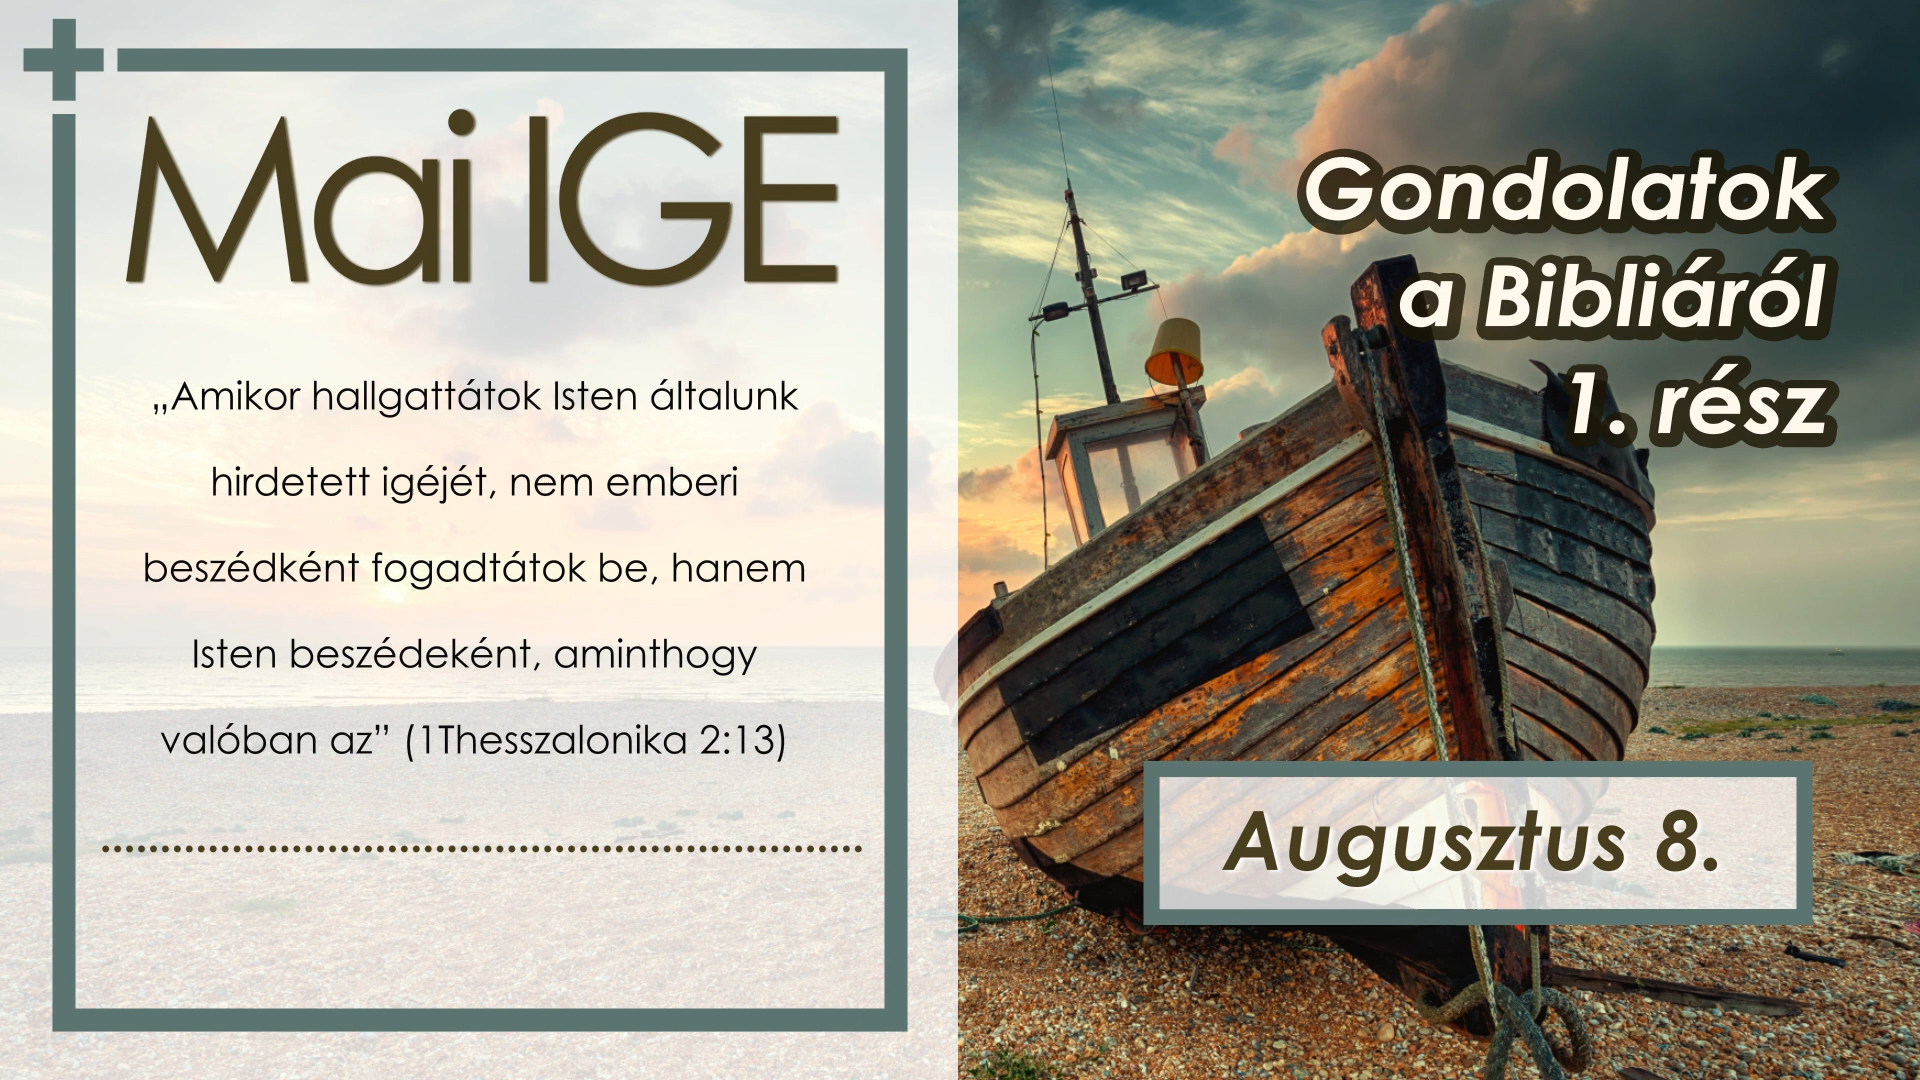 Mai IGE
„Amikor hallgattátok Isten általunk
hirdetett igéjét, nem emberi
beszédként fogadtátok be, hanem
Isten beszédeként, aminthogy
valóban az” (1Thesszalonika 2:13)
Gondolatok
a Bibliáról
1. rész
Augusztus 8.